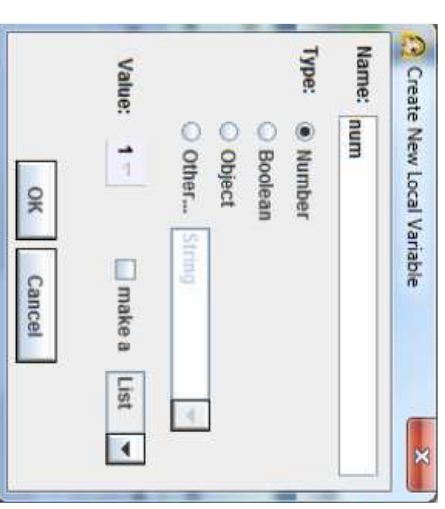 Create New Local Variable
Name: num
Type: Number
Boolean
Object
Other... String
Value: 1 make a List
OK Cancel